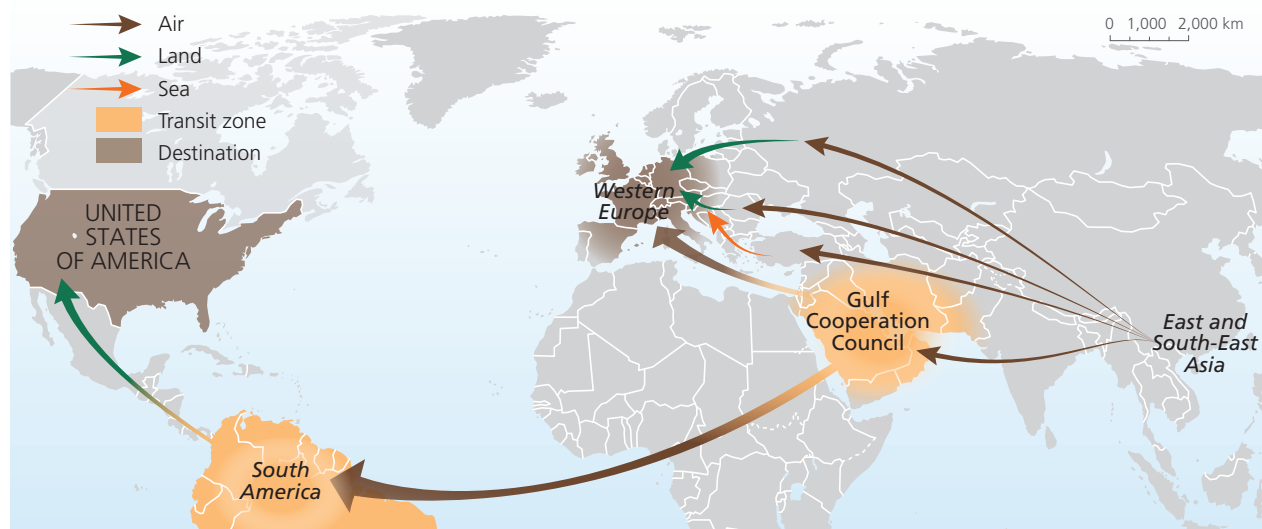 Air
Land
Sea
Transit zone
Destination
0 1,000 2,000 km
UNITED
STATES
OF AMERICA
Western
Europe
Gulf
Cooperation
Council
East and
South-East
Asia
South
America